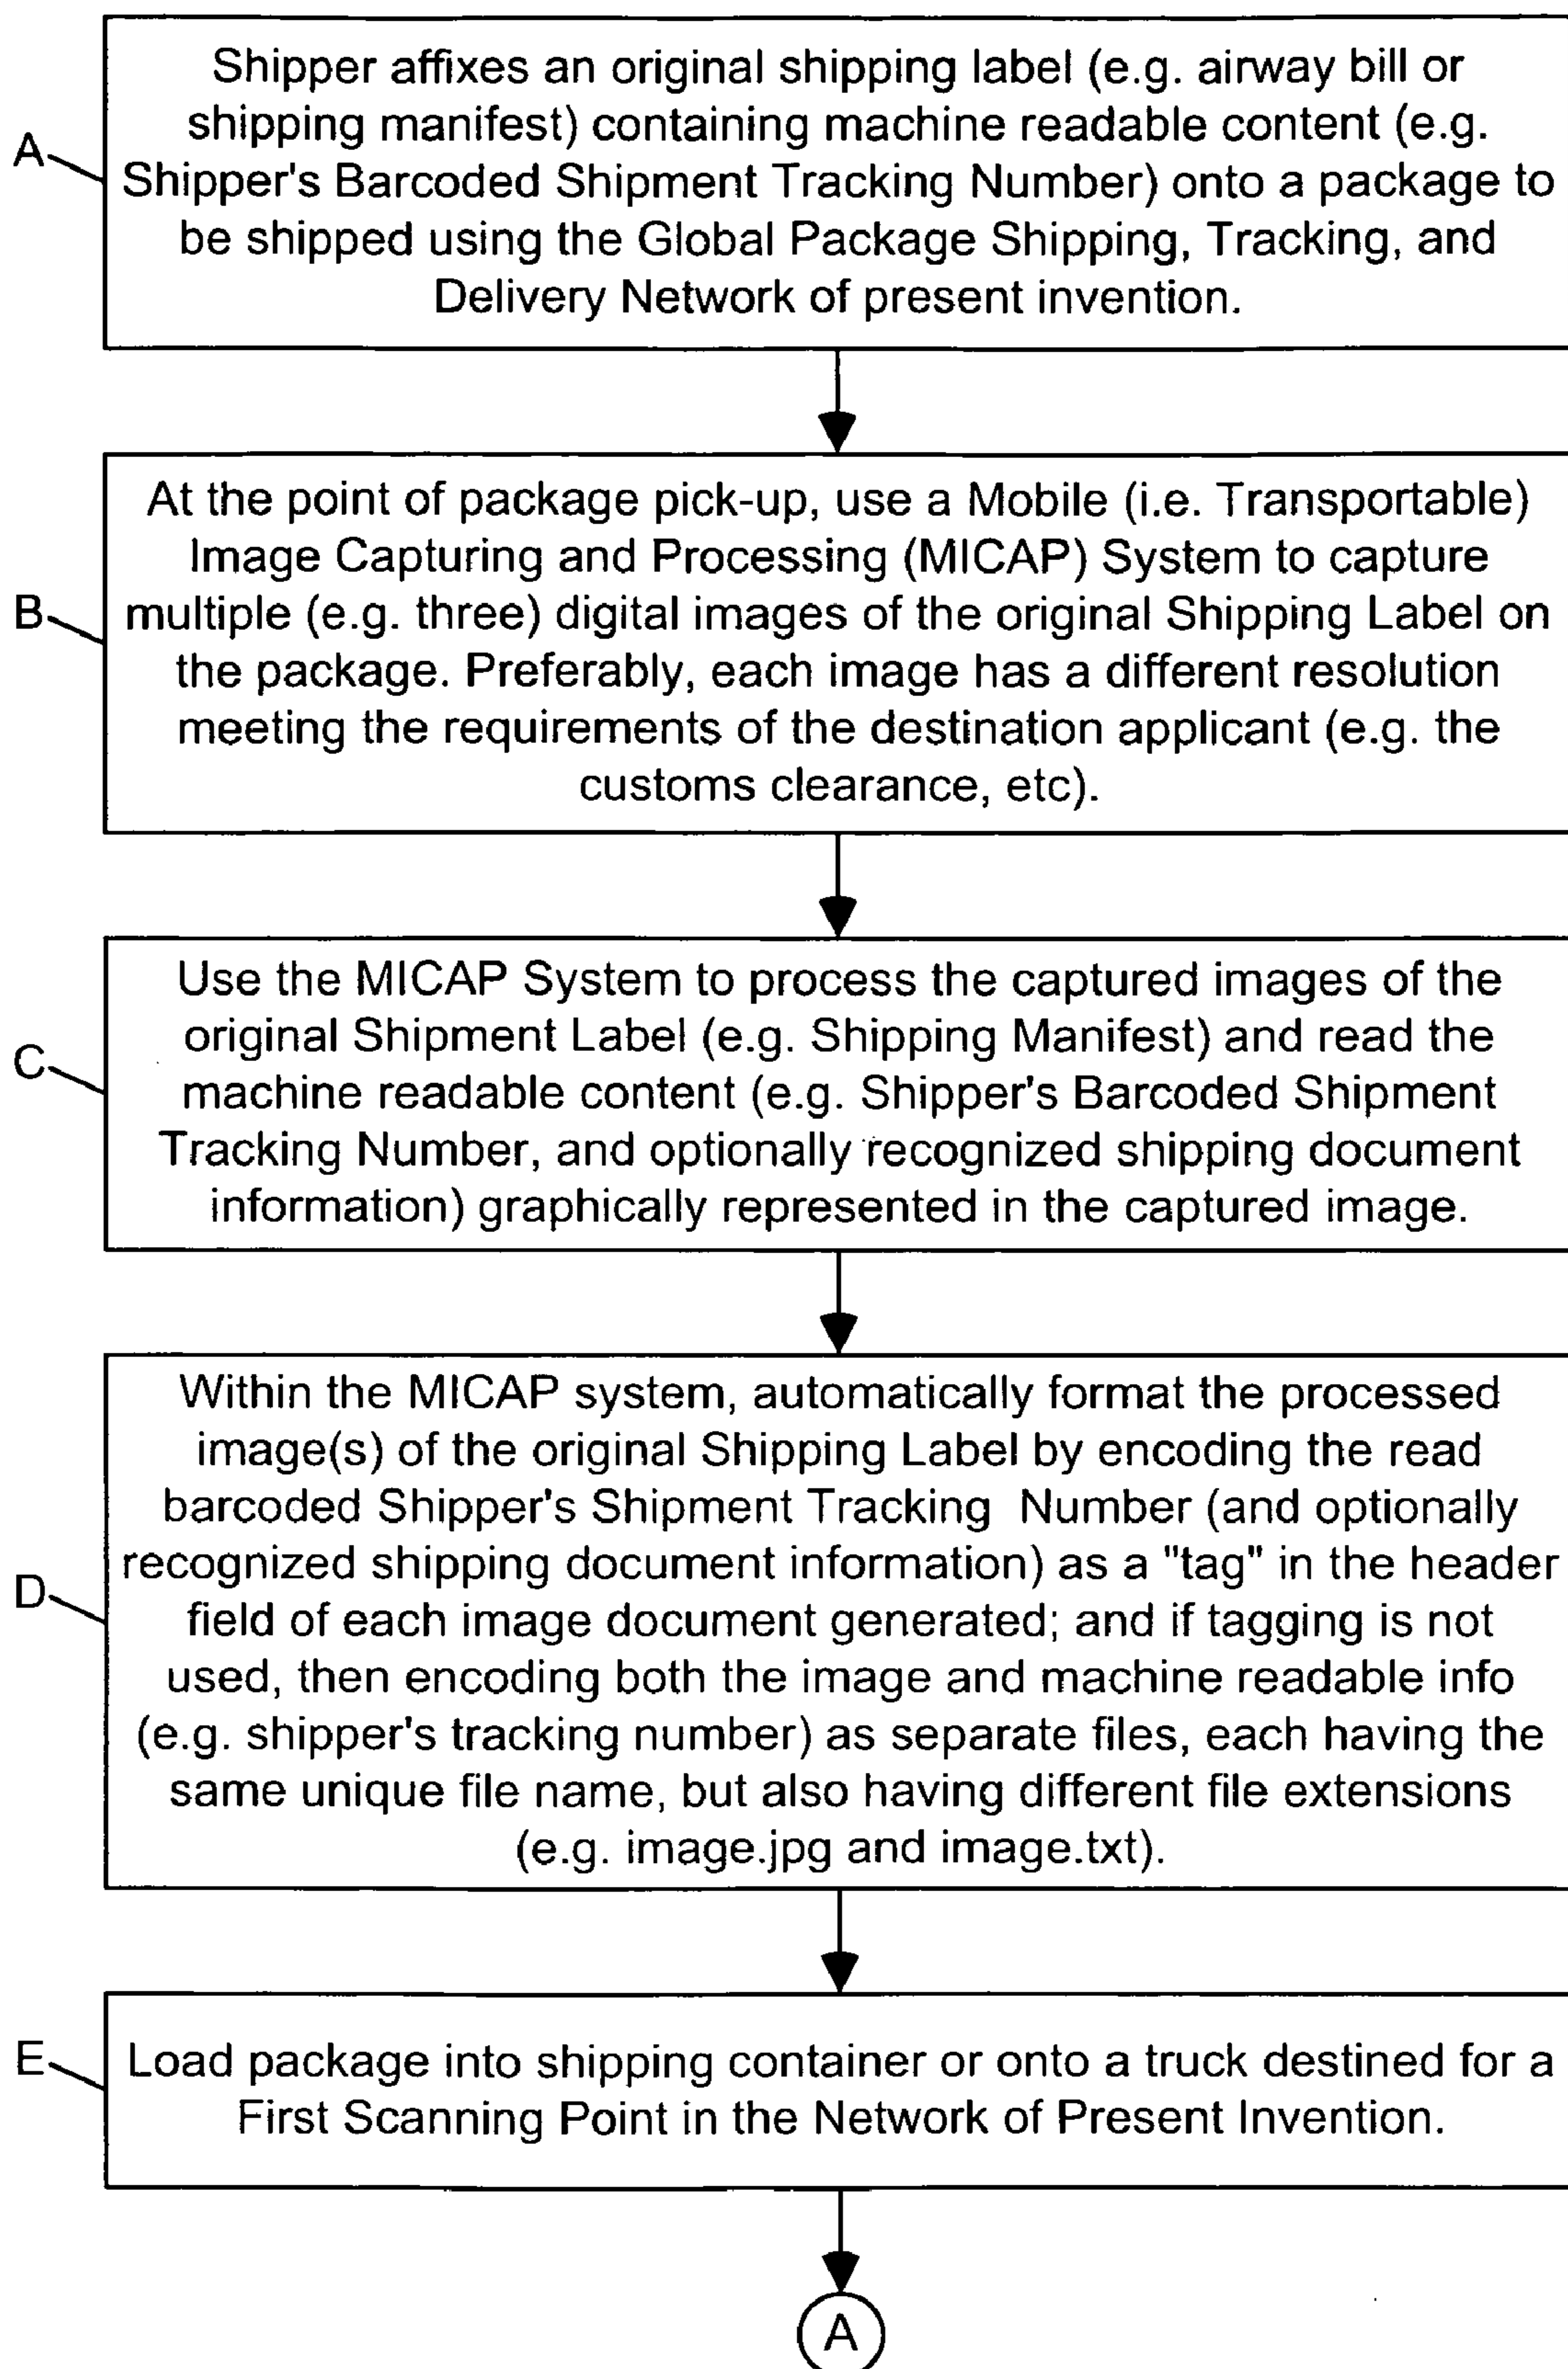 Shipper affixes an original shipping label (e.g. airway bill or
shipping manifest) containing machine readable content (e.g.
A
Shipper's Barcoded Shipment Tracking Number) onto a package to
be shipped using the Global Package Shipping, Tracking, and
Delivery Network of present invention.
At the point of package pick-up, use a Mobile (i.e. Transportable)
Image Capturing and Processing (MICAP) System to capture
B
multiple (e.g. three) digital images of the original Shipping Label on
the package. Preferably, each image has a different resolution
meeting the requirements of the destination applicant (e.g. the
customs clearance, etc).
Use the MICAP System to process the captured images of the
original Shipment Label (e.g. Shipping Manifest) and read the
C
machine readable content (e.g. Shipper's Barcoded Shipment
Tracking Number, and optionally recognized shipping document
information) graphically represented in the captured image.
Within the MICAP system, automatically format the processed
image(s) of the original Shipping Label by encoding the read
barcoded Shipper's Shipment Tracking Number (and optionally
recognized shipping document information) as a "tag" in the header
D
field of each image document generated; and if tagging is not
used, then encoding both the image and machine readable info
(e.g. shipper's tracking number) as separate files, each having the
same unique file name, but also having different file extensions
(e.g. image.jpg and image.txt).
E
Load package into shipping container or onto a truck destined for a
First Scanning Point in the Network of Present Invention.
A